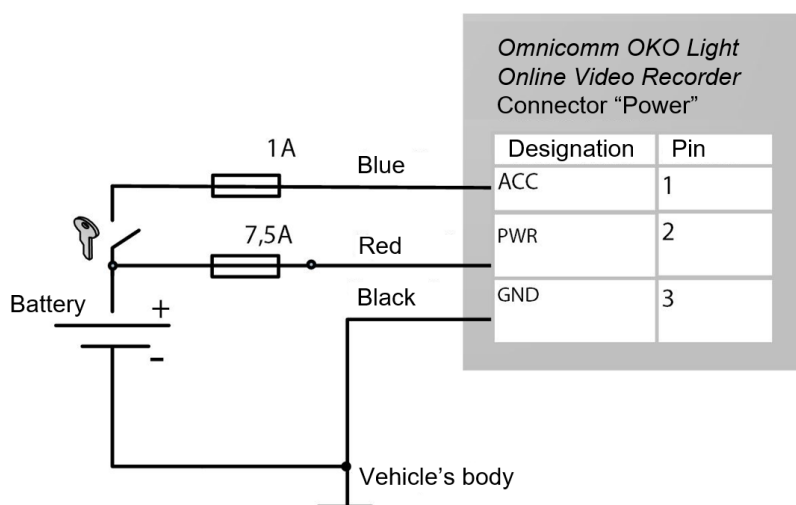 Omnicomm OKO Light
Online Video Recorder
Connector “Power”
Designation Pin
1A
Blue
ACC 1
7,5A
Red
PWR 2
Black
GND 3
Battery
+
-
Vehicle’s body